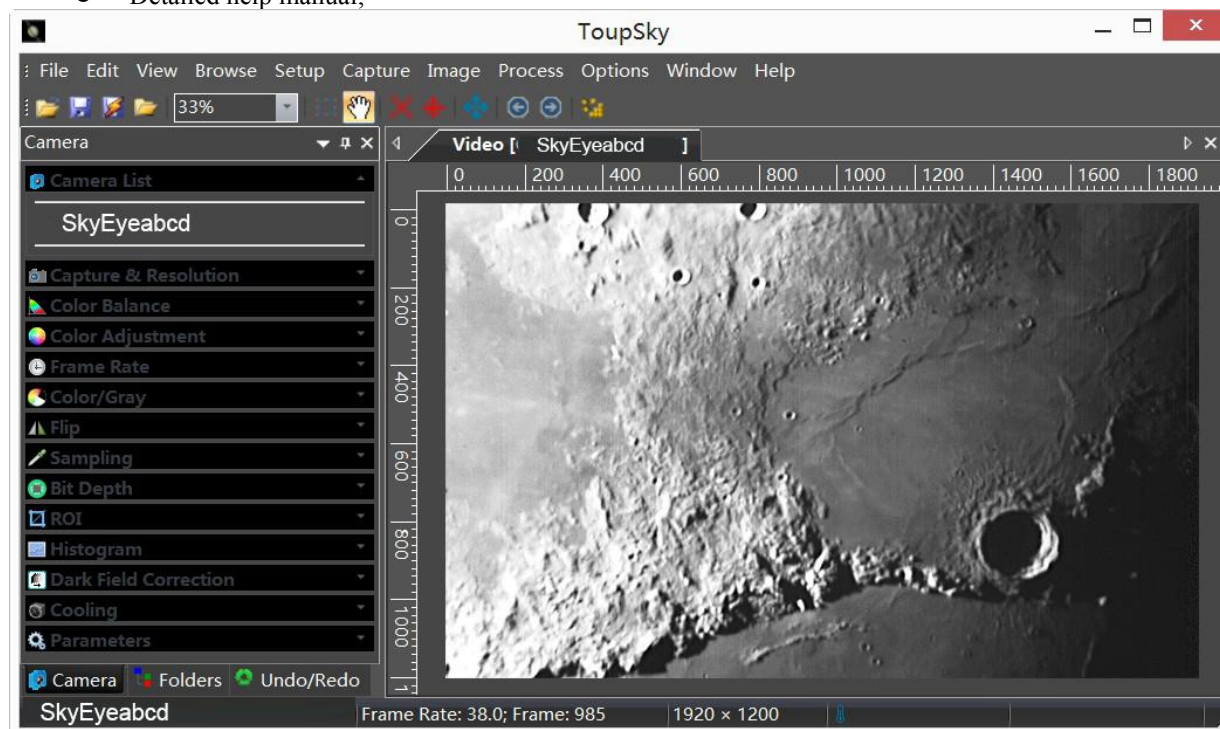 Detailed help manual;
ToupSky
File Edit View Browse Setup Capture Image Process Options Window Help
33%
Camera
Video [ SkyEyeabcd ]
Camera List
0 200 400 600 800 1000 1200 1400 1600 1800
SkyEyeabcd
0
Capture & Resolution
Color Balance
200
Color Adjustment
Frame Rate
400
Color/Gray
Flip
Sampling
600
Bit Depth
ROI
800
Histogram
Dark Field Correction
Cooling
1000
Parameters
Camera Folders Undo/Redo
SkyEyeabcd Frame Rate: 38.0; Frame: 985 1920 × 1200